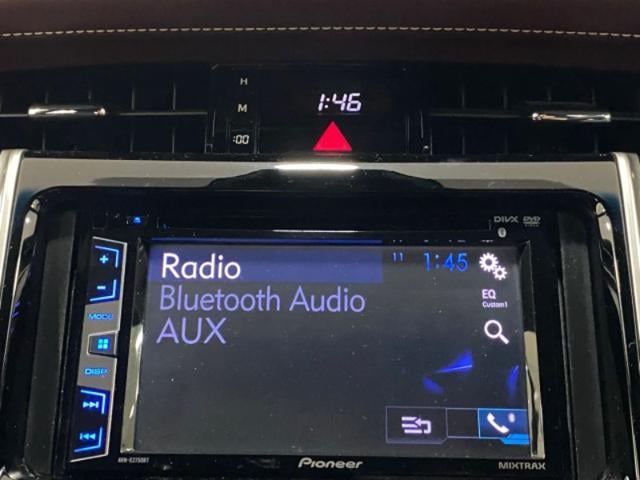 H
M
1:46
:00
DIVX DVD
Radio
11 1:45
Bluetooth Audio
EQ
Custom1
AUX
MODE
DISP
Pioneer
MIXTRAX